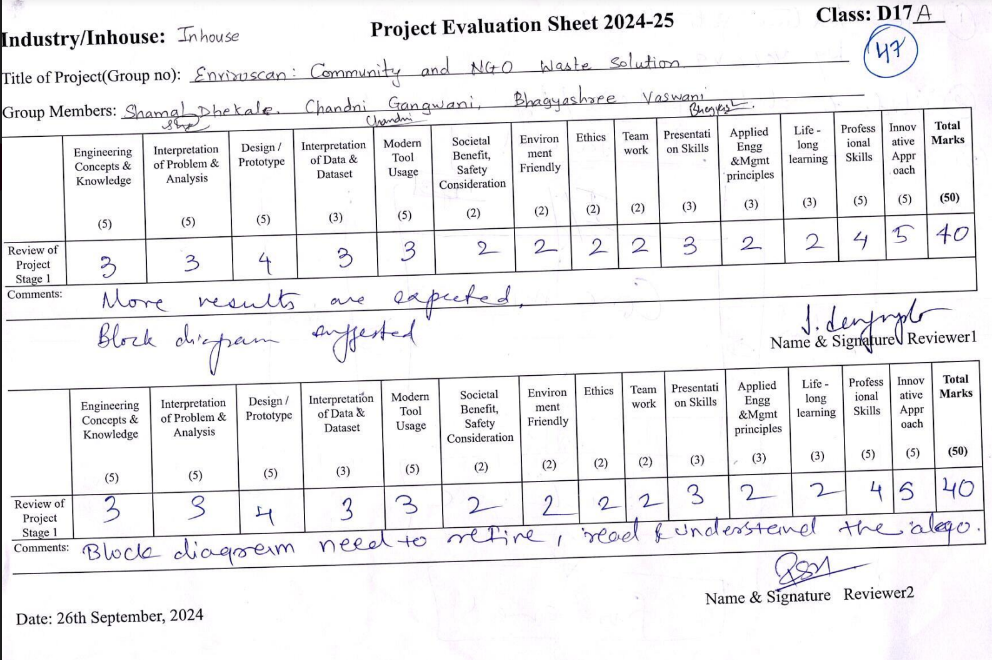 Project Evaluation Sheet 2024-25
Class: D17 A
Industry/Inhouse: Inhouse
47
Title of Project(Group no): Enviroscan: Community and NGO Waste Solution
Group Members: Shamal Dhekale, Chandni Gangwani, Bhagyashree Vaswani
Chandni
Engineering Concepts & Knowledge (5) Interpretation of Problem & Analysis (5) Design / Prototype (5) Interpretation of Data & Dataset (3) Modern Tool Usage (5) Societal Benefit, Safety Consideration (2) Environ ment Friendly (2) Ethics (2) Team work (2) Presentati on Skills (3) Applied Engg &Mgmt principles (3) Life - long learning (3) Profess ional Skills (5) Innov ative Appr oach (5) Total Marks (50)
Review of Project Stage 1 3 3 4 3 3 2 2 2 2 3 2 2 4 5 40
Comments: More results are expected.
Block diagram suggested
Name & Signature Reviewer1
Engineering Concepts & Knowledge (5) Interpretation of Problem & Analysis (5) Design / Prototype (5) Interpretation of Data & Dataset (3) Modern Tool Usage (5) Societal Benefit, Safety Consideration (2) Environ ment Friendly (2) Ethics (2) Team work (2) Presentati on Skills (3) Applied Engg &Mgmt principles (3) Life - long learning (3) Profess ional Skills (5) Innov ative Appr oach (5) Total Marks (50)
Review of Project Stage 1 3 3 4 3 3 2 2 2 2 3 2 2 4 5 40
Comments: Block diagram need to refine, read & understand the algo.
Name & Signature Reviewer2
Date: 26th September, 2024